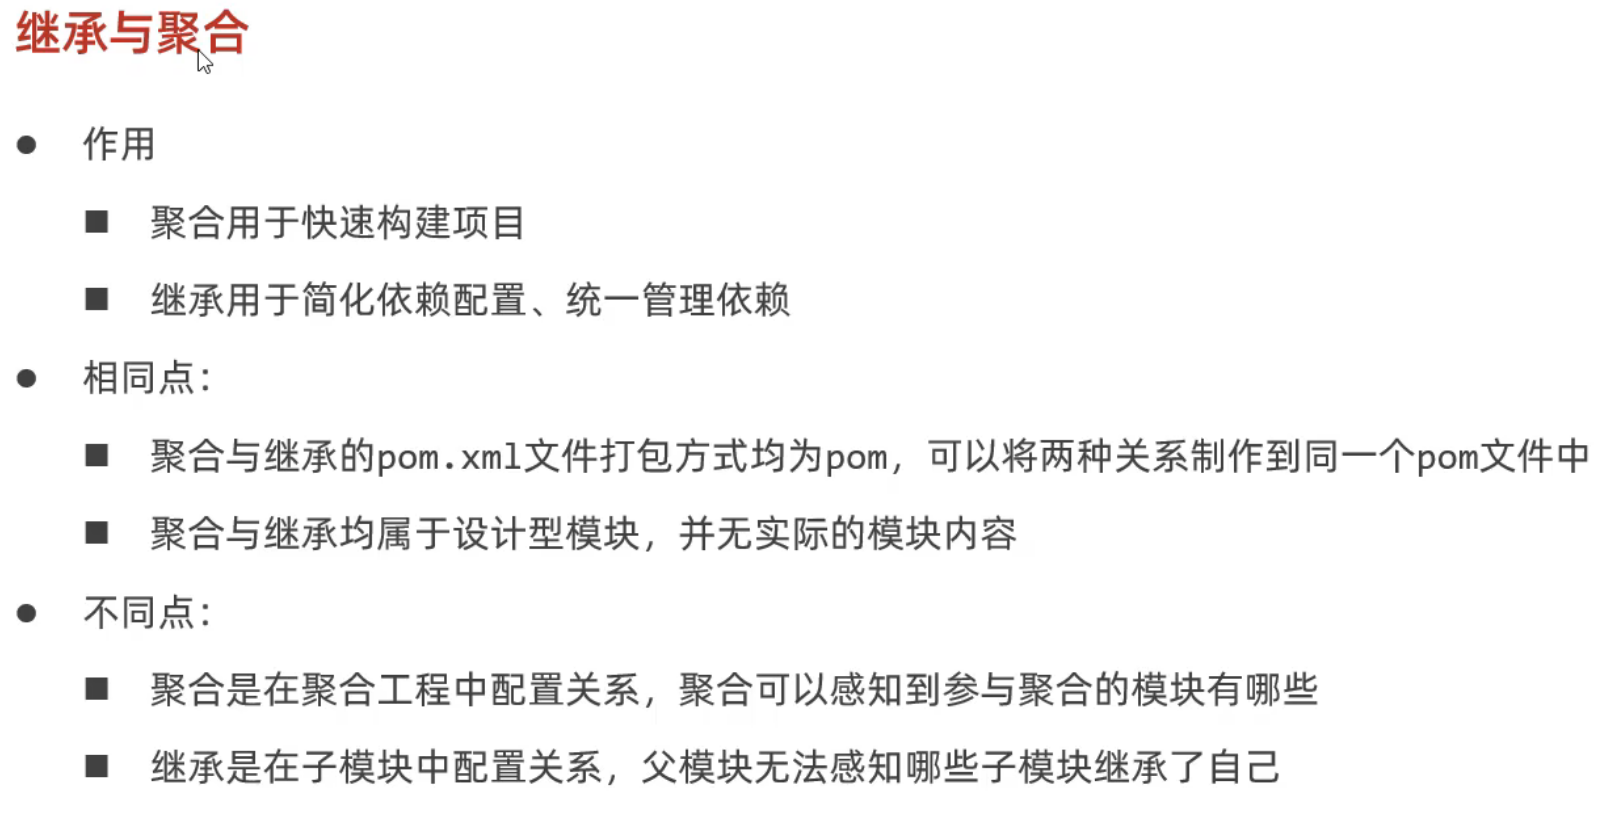 继承与聚合
● 作用
■ 聚合用于快速构建项目
■ 继承用于简化依赖配置、统一管理依赖
● 相同点：
■ 聚合与继承的pom.xml文件打包方式均为pom，可以将两种关系制作到同一个pom文件中
■ 聚合与继承均属于设计型模块，并无实际的模块内容
● 不同点：
■ 聚合是在聚合工程中配置关系，聚合可以感知到参与聚合的模块有哪些
■ 继承是在子模块中配置关系，父模块无法感知哪些子模块继承了自己